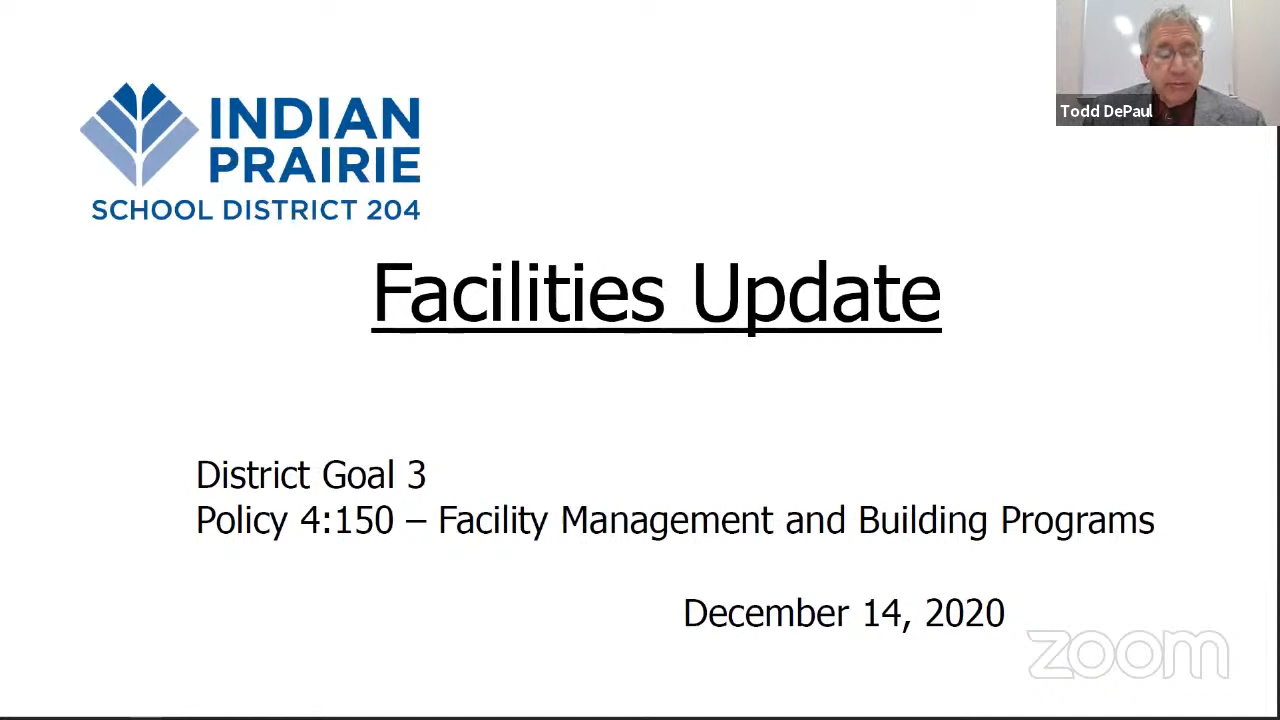 Todd DePaul
INDIAN
PRAIRIE
SCHOOL DISTRICT 204
Facilities Update
District Goal 3
Policy 4:150 – Facility Management and Building Programs
December 14, 2020
zoom